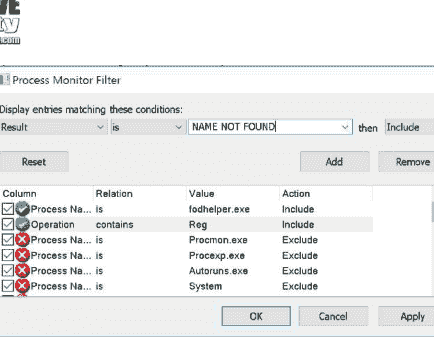 Process Monitor Filter
Display entries matching these conditions:
Result is NAME NOT FOUND then Include
Reset Add Remove
Column Relation Value Action
Process Na... is fodhelper.exe Include
Operation contains Reg Include
Process Na... is Procmon.exe Exclude
Process Na... is Procexp.exe Exclude
Process Na... is Autoruns.exe Exclude
Process Na... is System Exclude
OK Cancel Apply